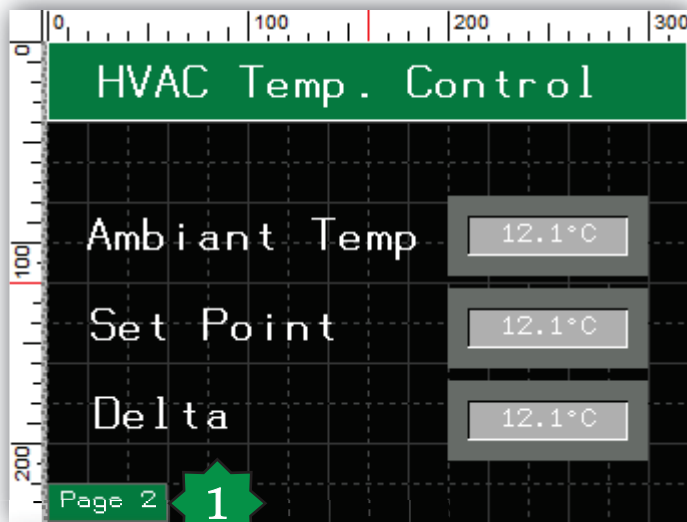 0 100 200 300
0
HVAC Temp. Control
Ambiant Temp 12.1°C
100
Set Point 12.1°C
Delta 12.1°C
200
Page 2 1